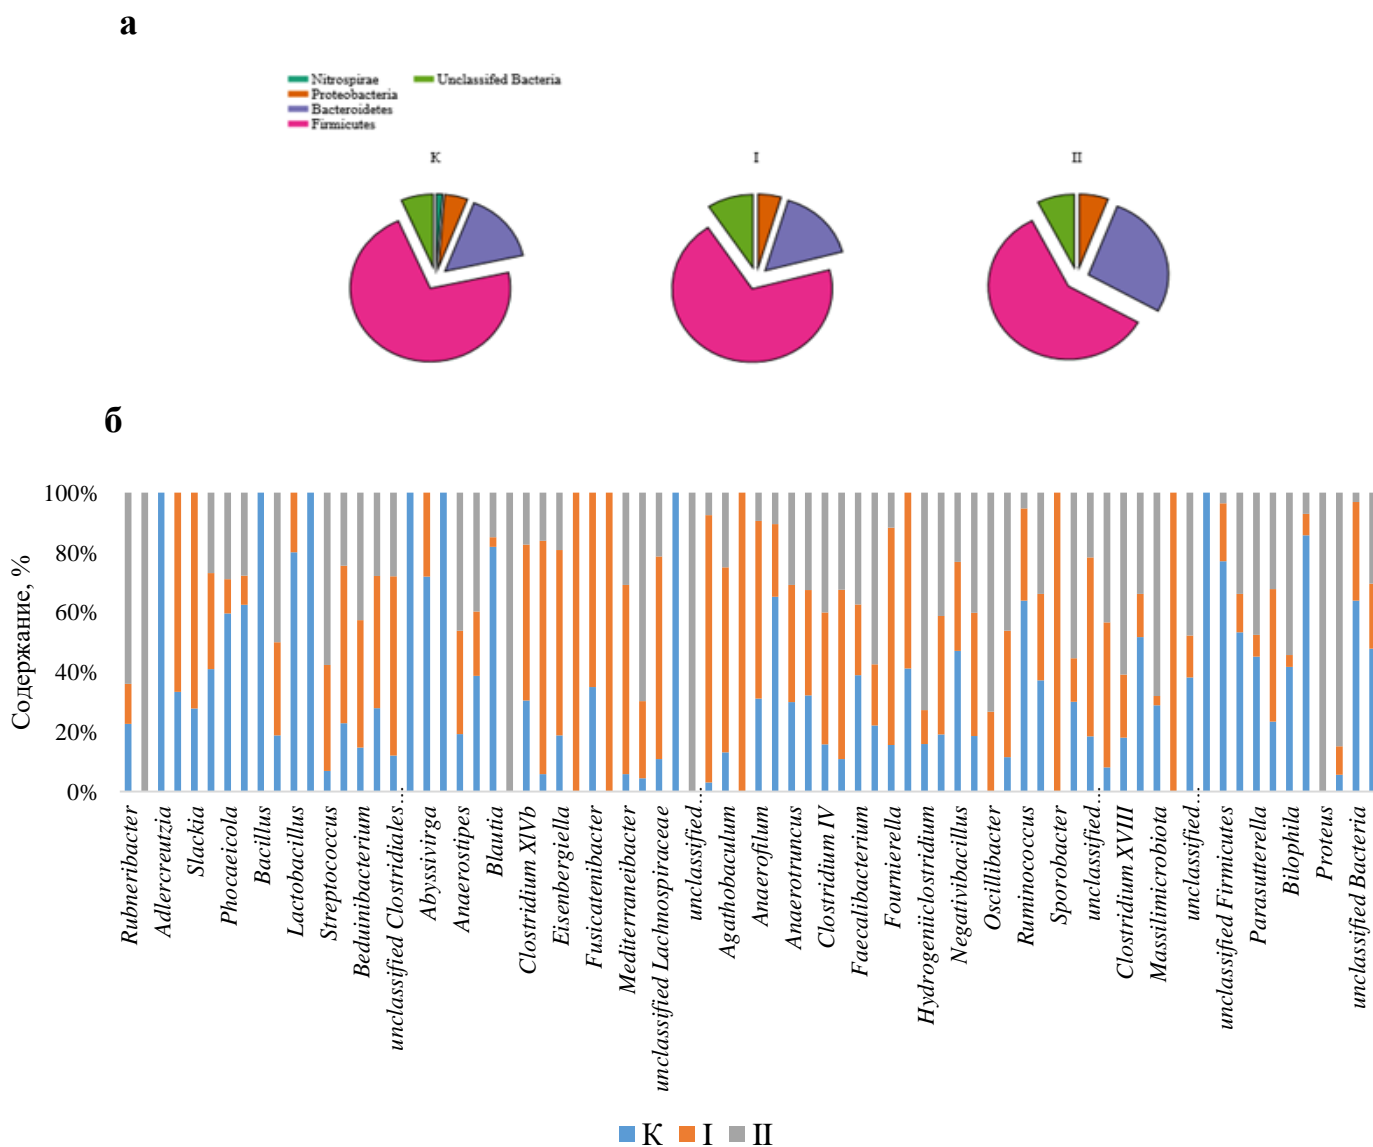 а
Nitrospirae Unclassifed Bacteria
Proteobacteria
Bacteroidetes
Firmicutes
К I II
б
Содержание, %
100%
80%
60%
40%
20%
0%
Rubneribacter
Adlercreutzia
Slackia
Phocaeicola
Bacillus
Lactobacillus
Streptococcus
Beduinibacterium
unclassified Clostridiales…
Abyssivirga
Anaerostipes
Blautia
Clostridium XIVb
Eisenbergiella
Fusicatenibacter
Mediterraneibacter
unclassified Lachnospiraceae
unclassified…
Agathobaculum
Anaerofilum
Anaerotruncus
Clostridium IV
Faecalibacterium
Fournierella
Hydrogeniiclostridium
Negativibacillus
Oscillibacter
Ruminococcus
Sporobacter
unclassified…
Clostridium XVIII
Massilimicrobiota
unclassified…
unclassified Firmicutes
Parasutterella
Bilophila
Proteus
unclassified Bacteria
К I II